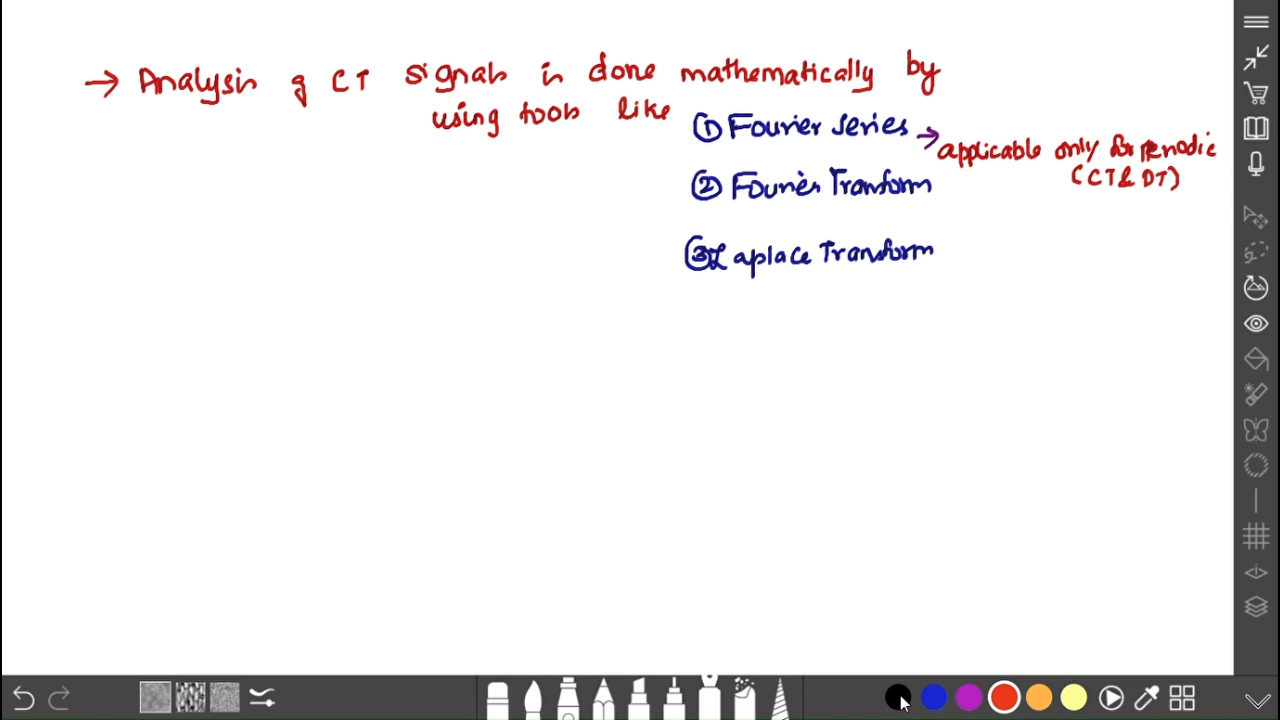 → Analysis of CT signals is done mathematically by
using tools like
① Fourier series → applicable only for periodic
(CT & DT)
② Fourier Transform
③ Laplace Transform